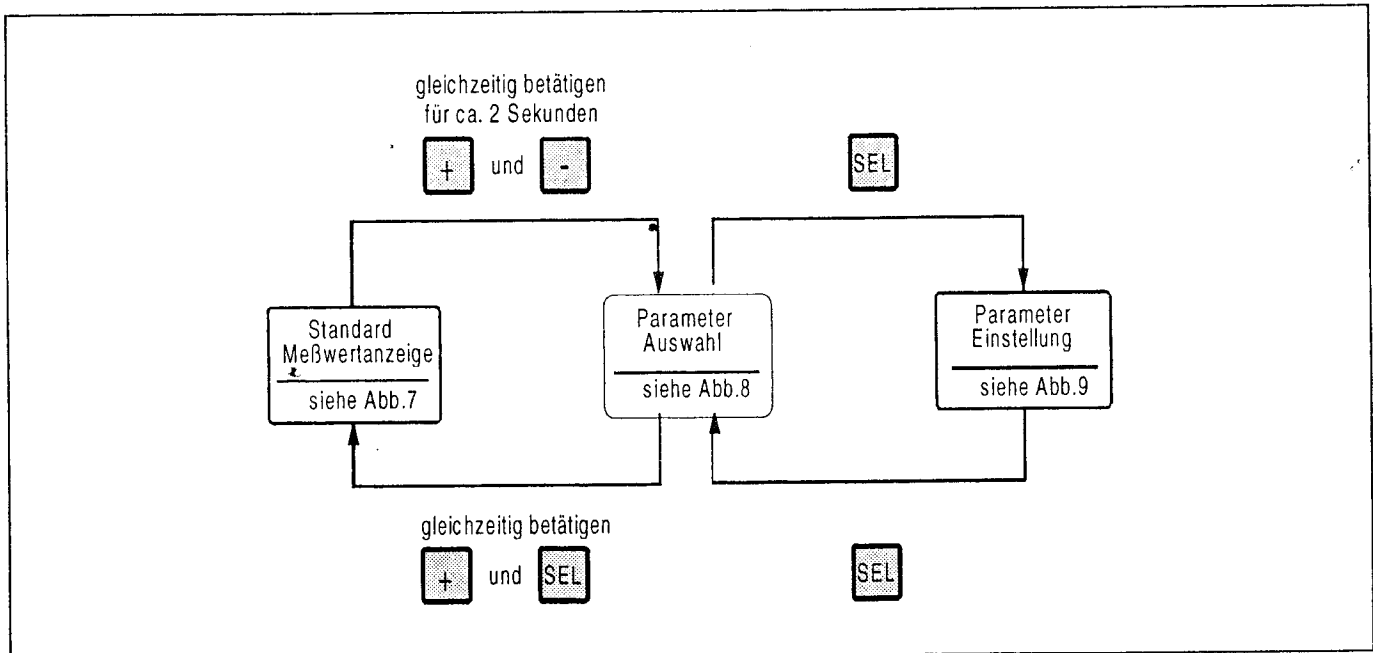 gleichzeitig betätigen
für ca. 2 Sekunden
+ und -
SEL
Standard
Meßwertanzeige
siehe Abb.7
Parameter
Auswahl
siehe Abb.8
Parameter
Einstellung
siehe Abb.9
gleichzeitig betätigen
+ und SEL
SEL